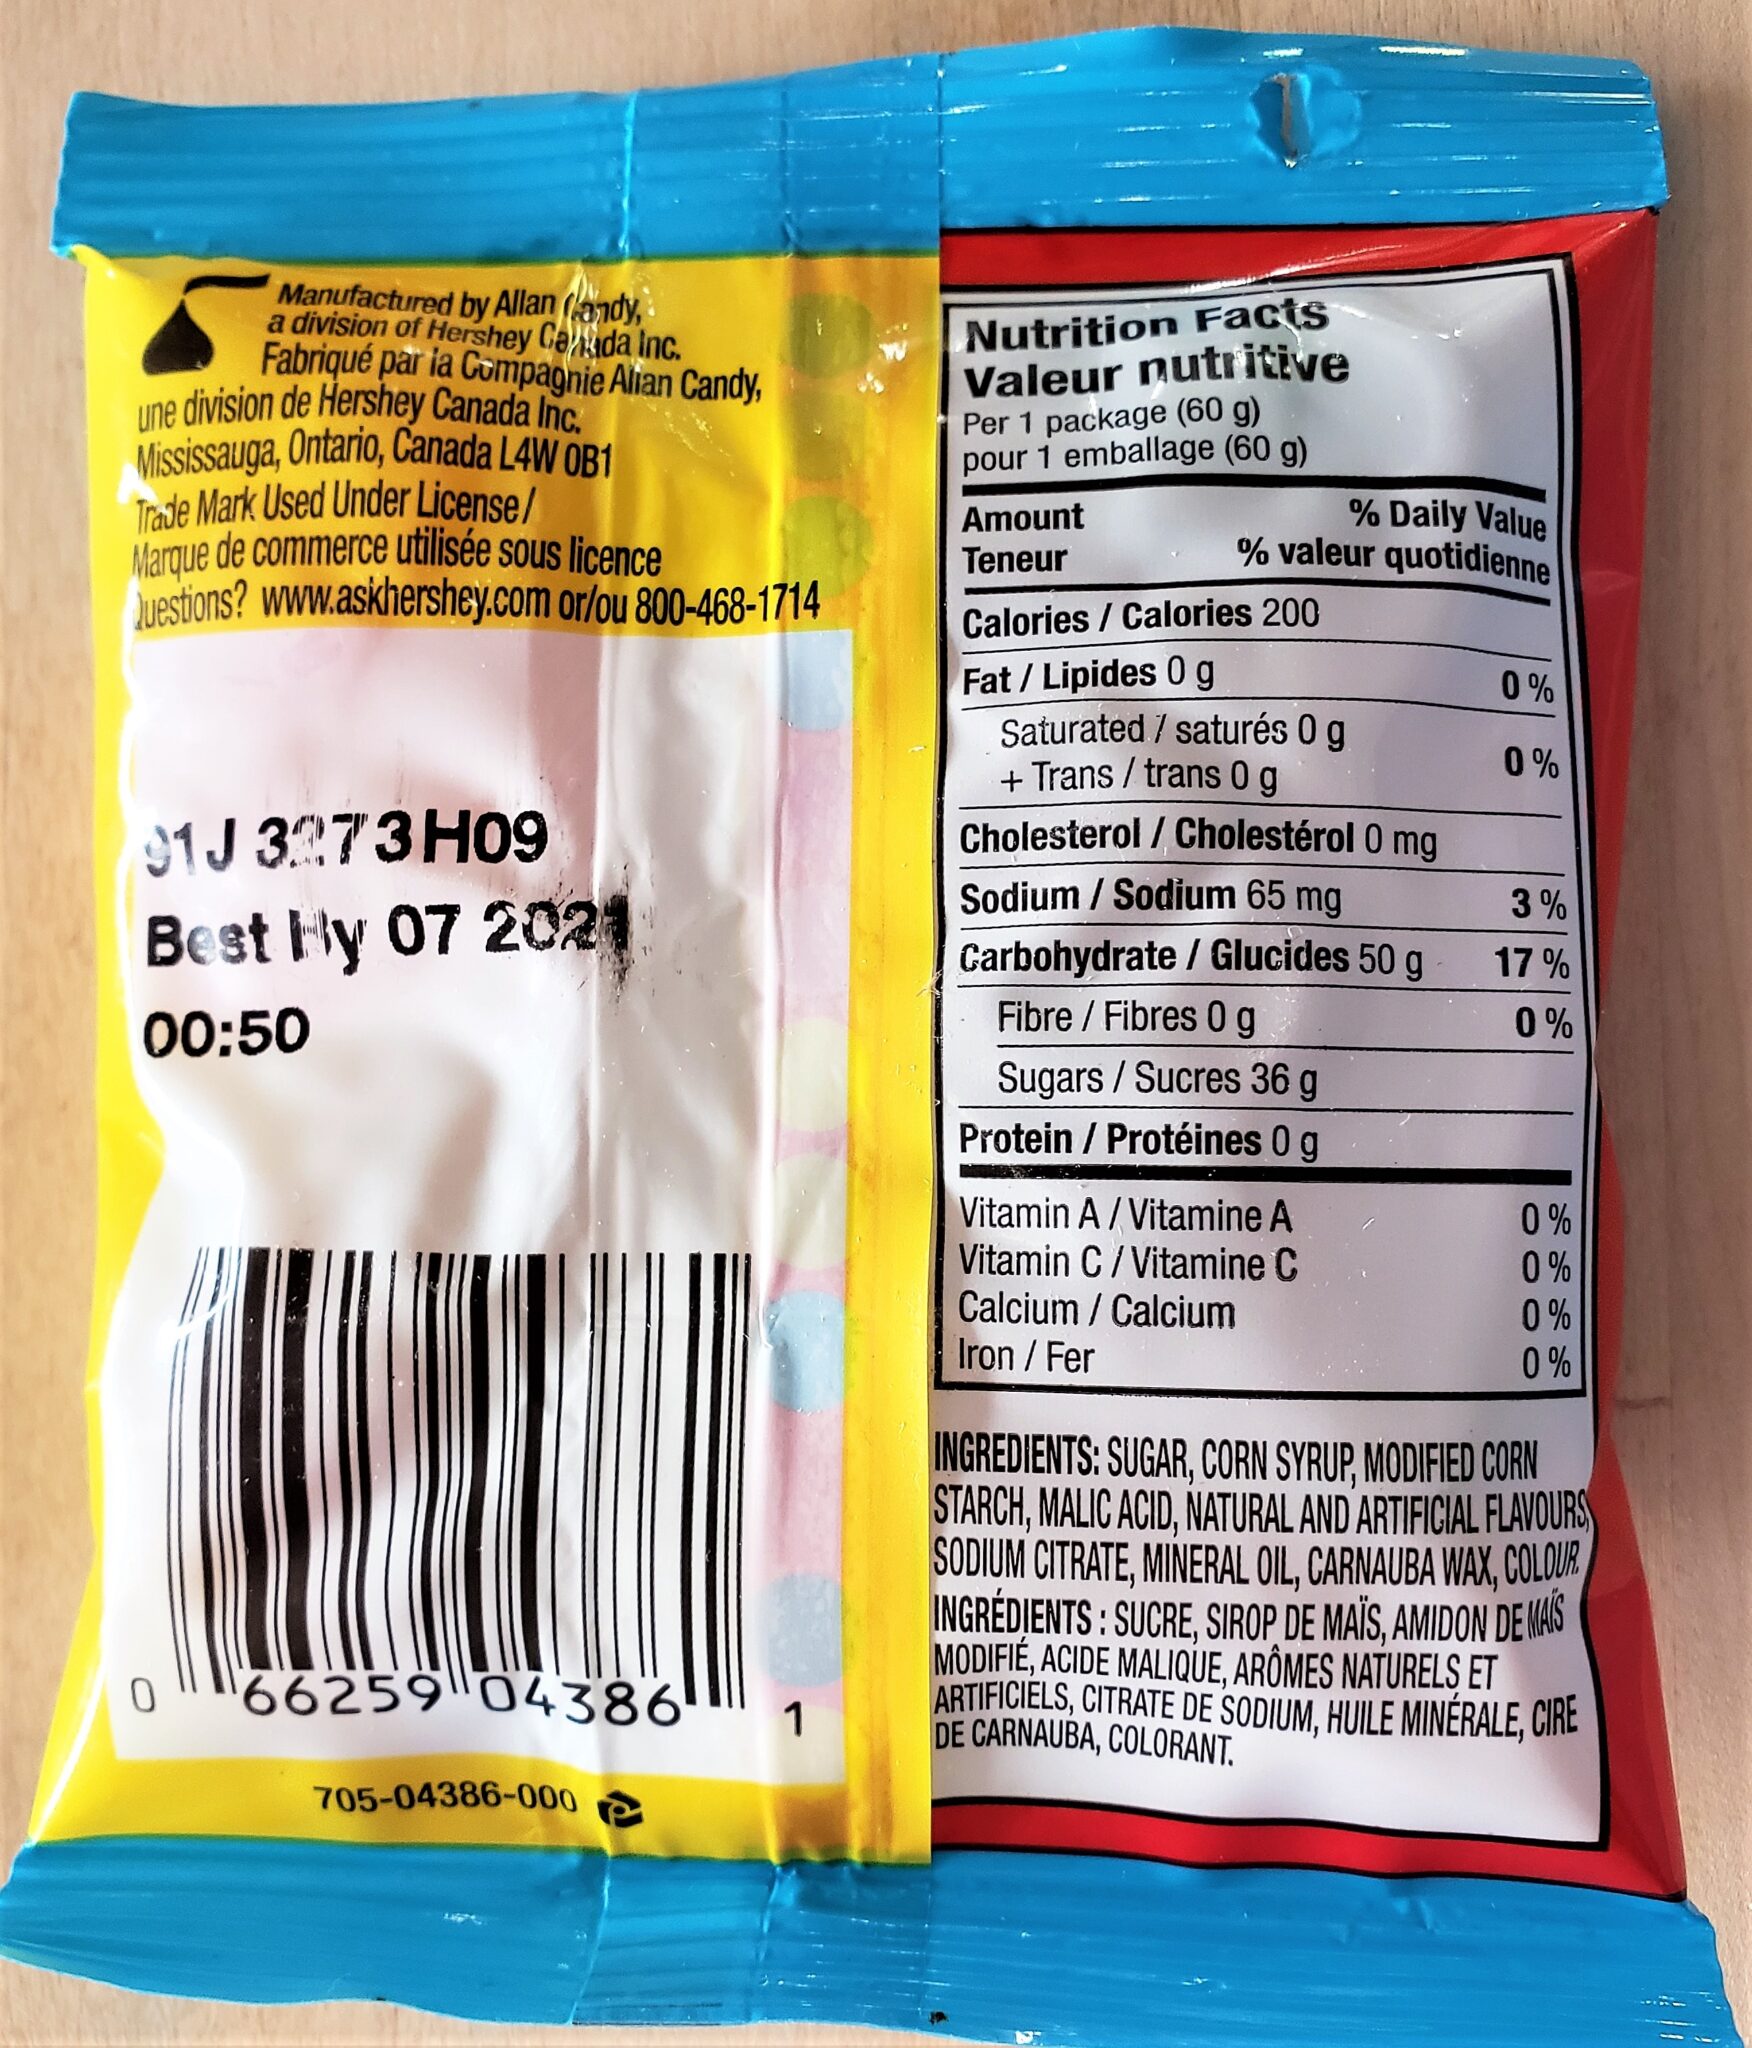 Manufactured by Allan Candy,
a division of Hershey Canada Inc.
Fabriqué par la Compagnie Allan Candy,
une division de Hershey Canada Inc.
Mississauga, Ontario, Canada L4W 0B1
Trade Mark Used Under License/
Marque de commerce utilisée sous licence
Questions? www.askhershey.com or/ou 800-468-1714
91J 3273H09
Best By 07 2021
00:50
0 66259 04386 1
705-04386-000
Nutrition Facts
Valeur nutritive
Per 1 package (60 g)
pour 1 emballage (60 g)
Amount % Daily Value
Teneur % valeur quotidienne
Calories / Calories 200
Fat / Lipides 0 g 0 %
Saturated / saturés 0 g
+ Trans / trans 0 g 0 %
Cholesterol / Cholestérol 0 mg
Sodium / Sodium 65 mg 3 %
Carbohydrate / Glucides 50 g 17 %
Fibre / Fibres 0 g 0 %
Sugars / Sucres 36 g
Protein / Protéines 0 g
Vitamin A / Vitamine A 0 %
Vitamin C / Vitamine C 0 %
Calcium / Calcium 0 %
Iron / Fer 0 %
INGREDIENTS: SUGAR, CORN SYRUP, MODIFIED CORN
STARCH, MALIC ACID, NATURAL AND ARTIFICIAL FLAVOURS,
SODIUM CITRATE, MINERAL OIL, CARNAUBA WAX, COLOUR.
INGRÉDIENTS : SUCRE, SIROP DE MAÏS, AMIDON DE MAÏS
MODIFIÉ, ACIDE MALIQUE, ARÔMES NATURELS ET
ARTIFICIELS, CITRATE DE SODIUM, HUILE MINÉRALE, CIRE
DE CARNAUBA, COLORANT.